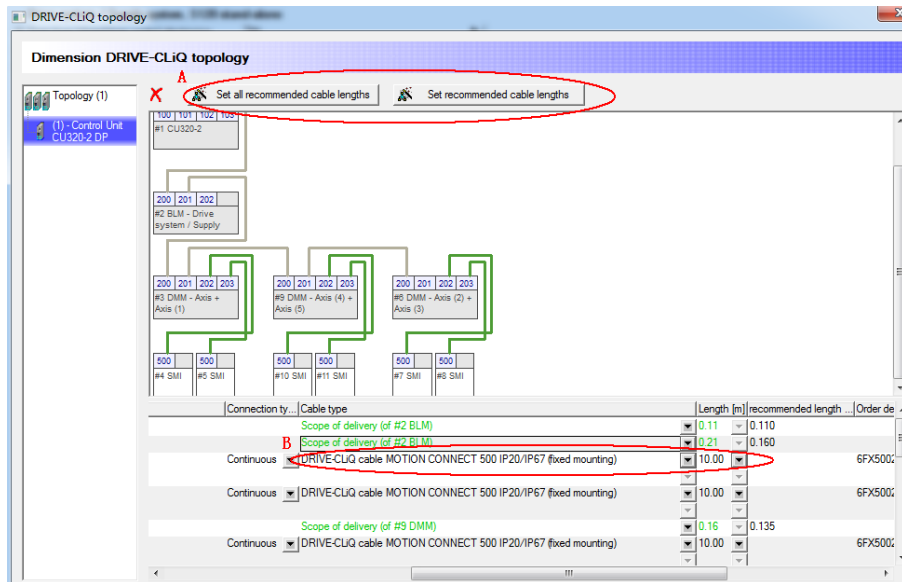 DRIVE-CLiQ topology
Dimension DRIVE-CLiQ topology
A
Topology (1)
(1) - Control Unit
CU320-2 DP
Set all recommended cable lengths
Set recommended cable lengths
100 101 102 103
#1 CU320-2
200 201 202
#2 BLM - Drive
system / Supply
200 201 202 203
#3 DMM - Axis +
Axis (1)
200 201 202 203
#9 DMM - Axis (4) +
Axis (5)
200 201 202 203
#6 DMM - Axis (2) +
Axis (3)
500
#4 SMI
500
#5 SMI
500
#10 SMI
500
#11 SMI
500
#7 SMI
500
#8 SMI
Connection ty... Cable type Length [m] recommended length ... Order de
Scope of delivery (of #2 BLM) 0.11 0.110
B
Scope of delivery (of #2 BLM) 0.21 0.160
Continuous DRIVE-CLiQ cable MOTION CONNECT 500 IP20/IP67 (fixed mounting) 10.00 6FX5002
Continuous DRIVE-CLiQ cable MOTION CONNECT 500 IP20/IP67 (fixed mounting) 10.00 6FX5002
Scope of delivery (of #9 DMM) 0.16 0.135
Continuous DRIVE-CLiQ cable MOTION CONNECT 500 IP20/IP67 (fixed mounting) 10.00 6FX5002